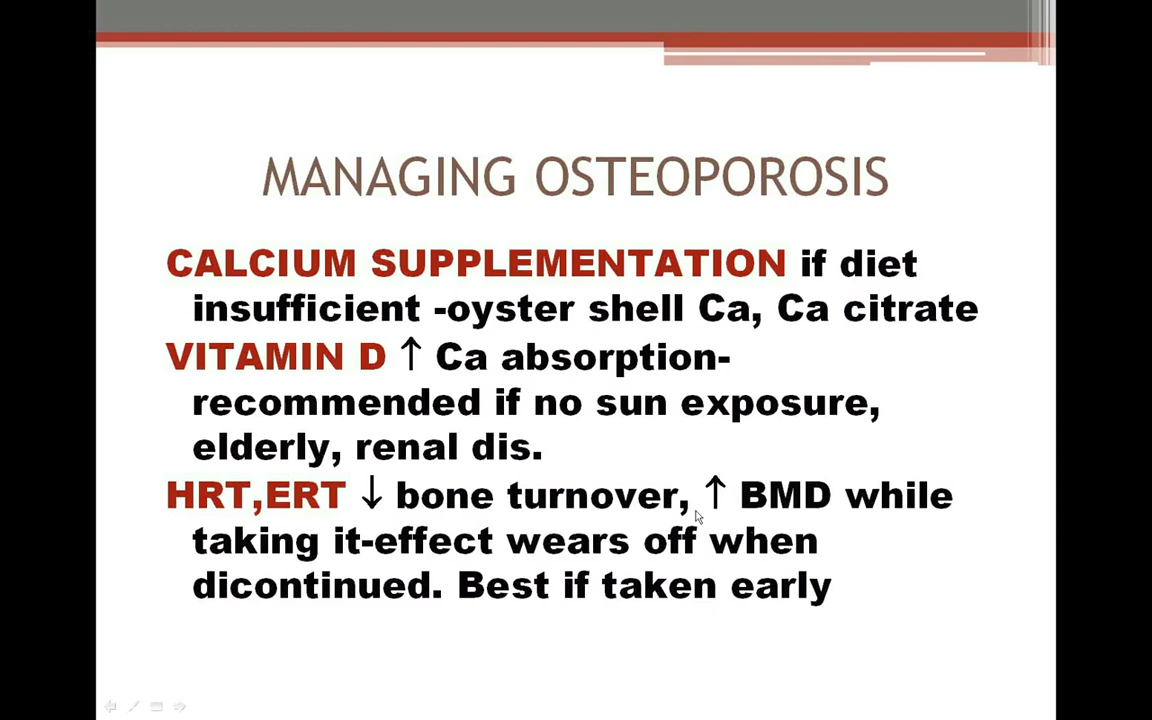 MANAGING OSTEOPOROSIS
CALCIUM SUPPLEMENTATION if diet
insufficient -oyster shell Ca, Ca citrate
VITAMIN D ↑ Ca absorption-
recommended if no sun exposure,
elderly, renal dis.
HRT,ERT ↓ bone turnover, ↑ BMD while
taking it-effect wears off when
dicontinued. Best if taken early